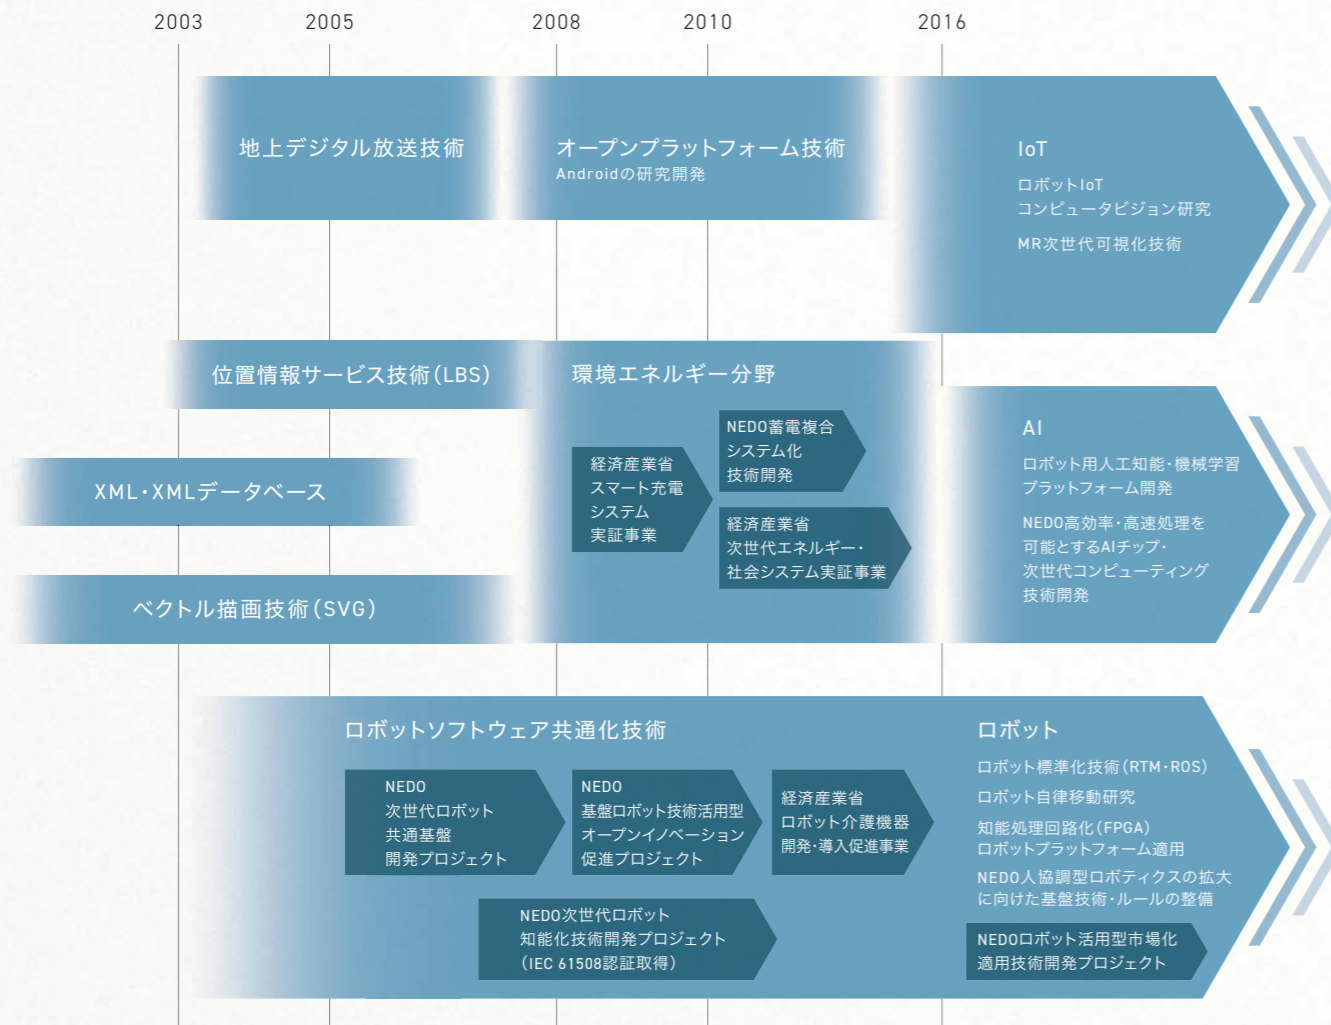 2003
2005
2008
2010
2016
地上デジタル放送技術
オープンプラットフォーム技術
Androidの研究開発
IoT
ロボットIoT
コンピュータビジョン研究
MR次世代可視化技術
位置情報サービス技術（LBS）
XML・XMLデータベース
ベクトル描画技術（SVG）
環境エネルギー分野
経済産業省
スマート充電
システム
実証事業
NEDO蓄電複合
システム化
技術開発
経済産業省
次世代エネルギー・
社会システム実証事業
AI
ロボット用人工知能・機械学習
プラットフォーム開発
NEDO高効率・高速処理を
可能とするAIチップ・
次世代コンピューティング
技術開発
ロボットソフトウェア共通化技術
NEDO
次世代ロボット
共通基盤
開発プロジェクト
NEDO
基盤ロボット技術活用型
オープンイノベーション
促進プロジェクト
経済産業省
ロボット介護機器
開発・導入促進事業
NEDO次世代ロボット
知能化技術開発プロジェクト
（IEC 61508認証取得）
ロボット
ロボット標準化技術（RTM・ROS）
ロボット自律移動研究
知能処理回路化（FPGA）
ロボットプラットフォーム適用
NEDO人協調型ロボティクスの拡大
に向けた基盤技術・ルールの整備
NEDOロボット活用型市場化
適用技術開発プロジェクト